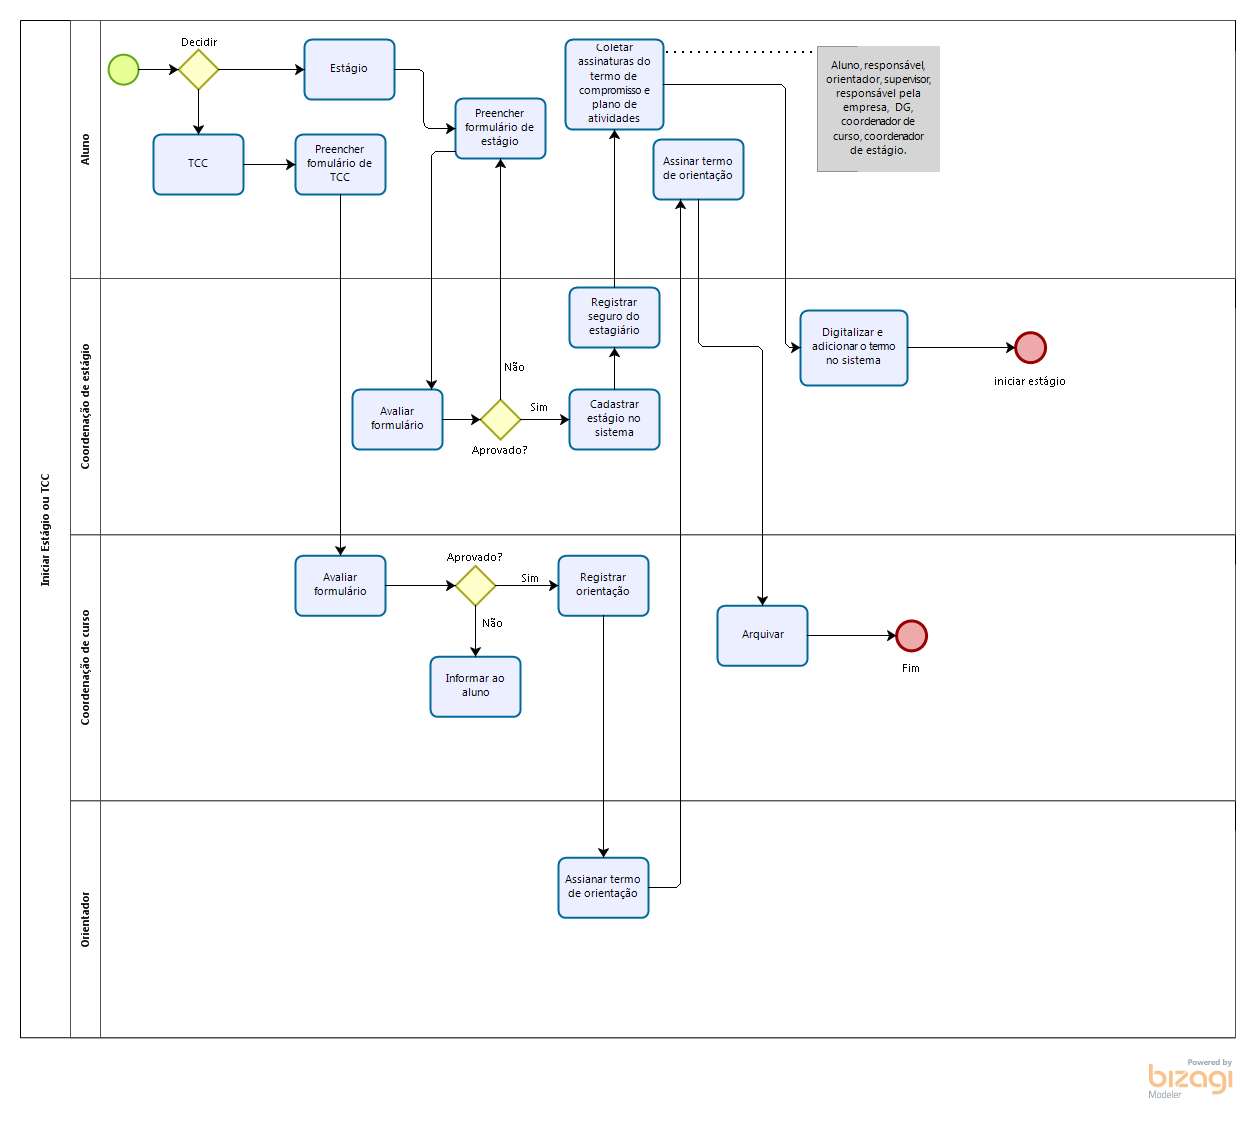 Iniciar Estágio ou TCC
Aluno
Decidir
Estágio
TCC
Preencher
fomulário de
TCC
Preencher
formulário de
estágio
Coletar
assinaturas do
termo de
compromisso e
plano de
atividades
Assinar termo
de orientação
Aluno, responsável,
orientador, supervisor,
responsável pela
empresa, DG,
coordenador de
curso, coordenador
de estágio.
Coordenação de estágio
Avaliar
formulário
Não
Sim
Aprovado?
Registrar
seguro do
estagiário
Cadastrar
estágio no
sistema
Digitalizar e
adicionar o termo
no sistema
iniciar estágio
Coordenação de curso
Avaliar
formulário
Aprovado?
Sim
Não
Informar ao
aluno
Registrar
orientação
Arquivar
Fim
Orientador
Assianar termo
de orientação
Powered by
bizagi
Modeler